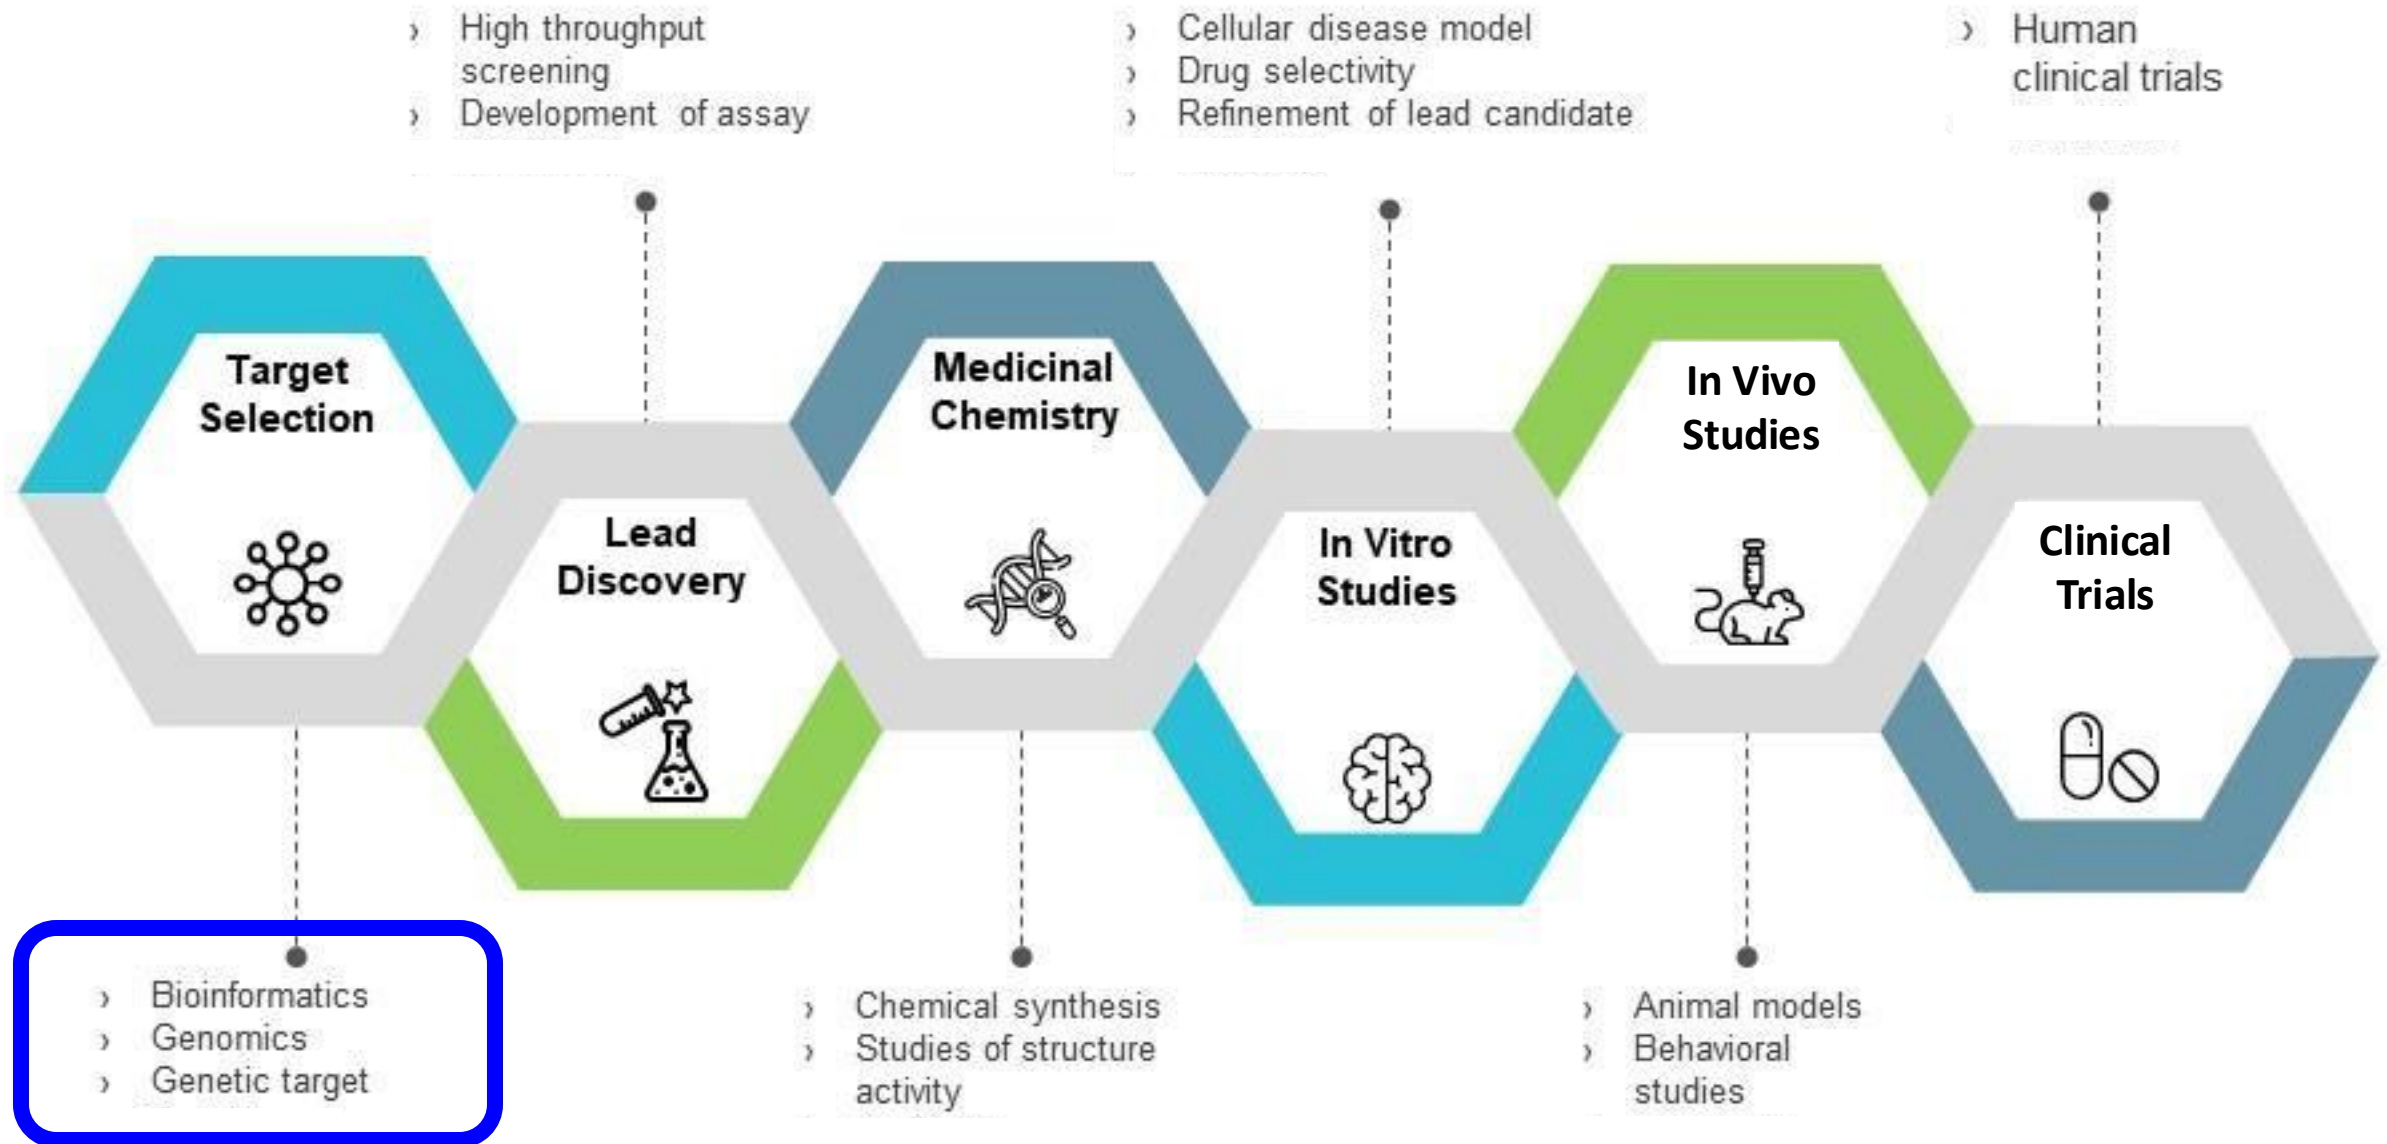 High throughput
screening
Development of assay
Cellular disease model
Drug selectivity
Refinement of lead candidate
Human
clinical trials
Target
Selection
Lead
Discovery
Medicinal
Chemistry
In Vitro
Studies
In Vivo
Studies
Clinical
Trials
Bioinformatics
Genomics
Genetic target
Chemical synthesis
Studies of structure
activity
Animal models
Behavioral
studies